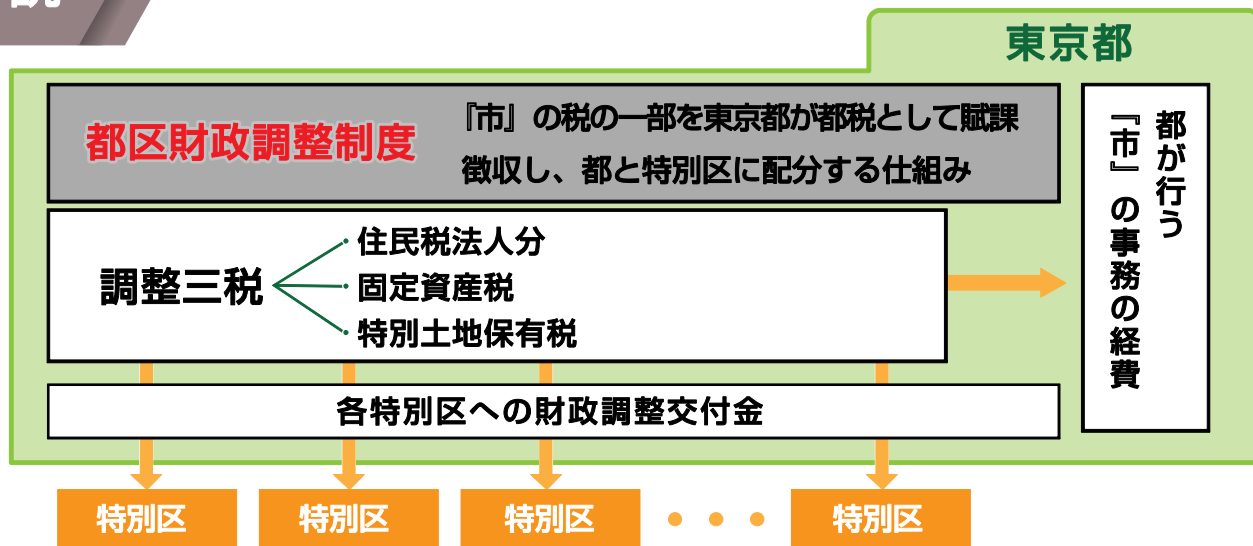 東京都
都区財政調整制度
『市』の税の一部を東京都が都税として賦課
徴収し、都と特別区に配分する仕組み
都が行う
『市』の事務の経費
調整三税
・住民税法人分
・固定資産税
・特別土地保有税
各特別区への財政調整交付金
特別区
特別区
特別区
・・・
特別区